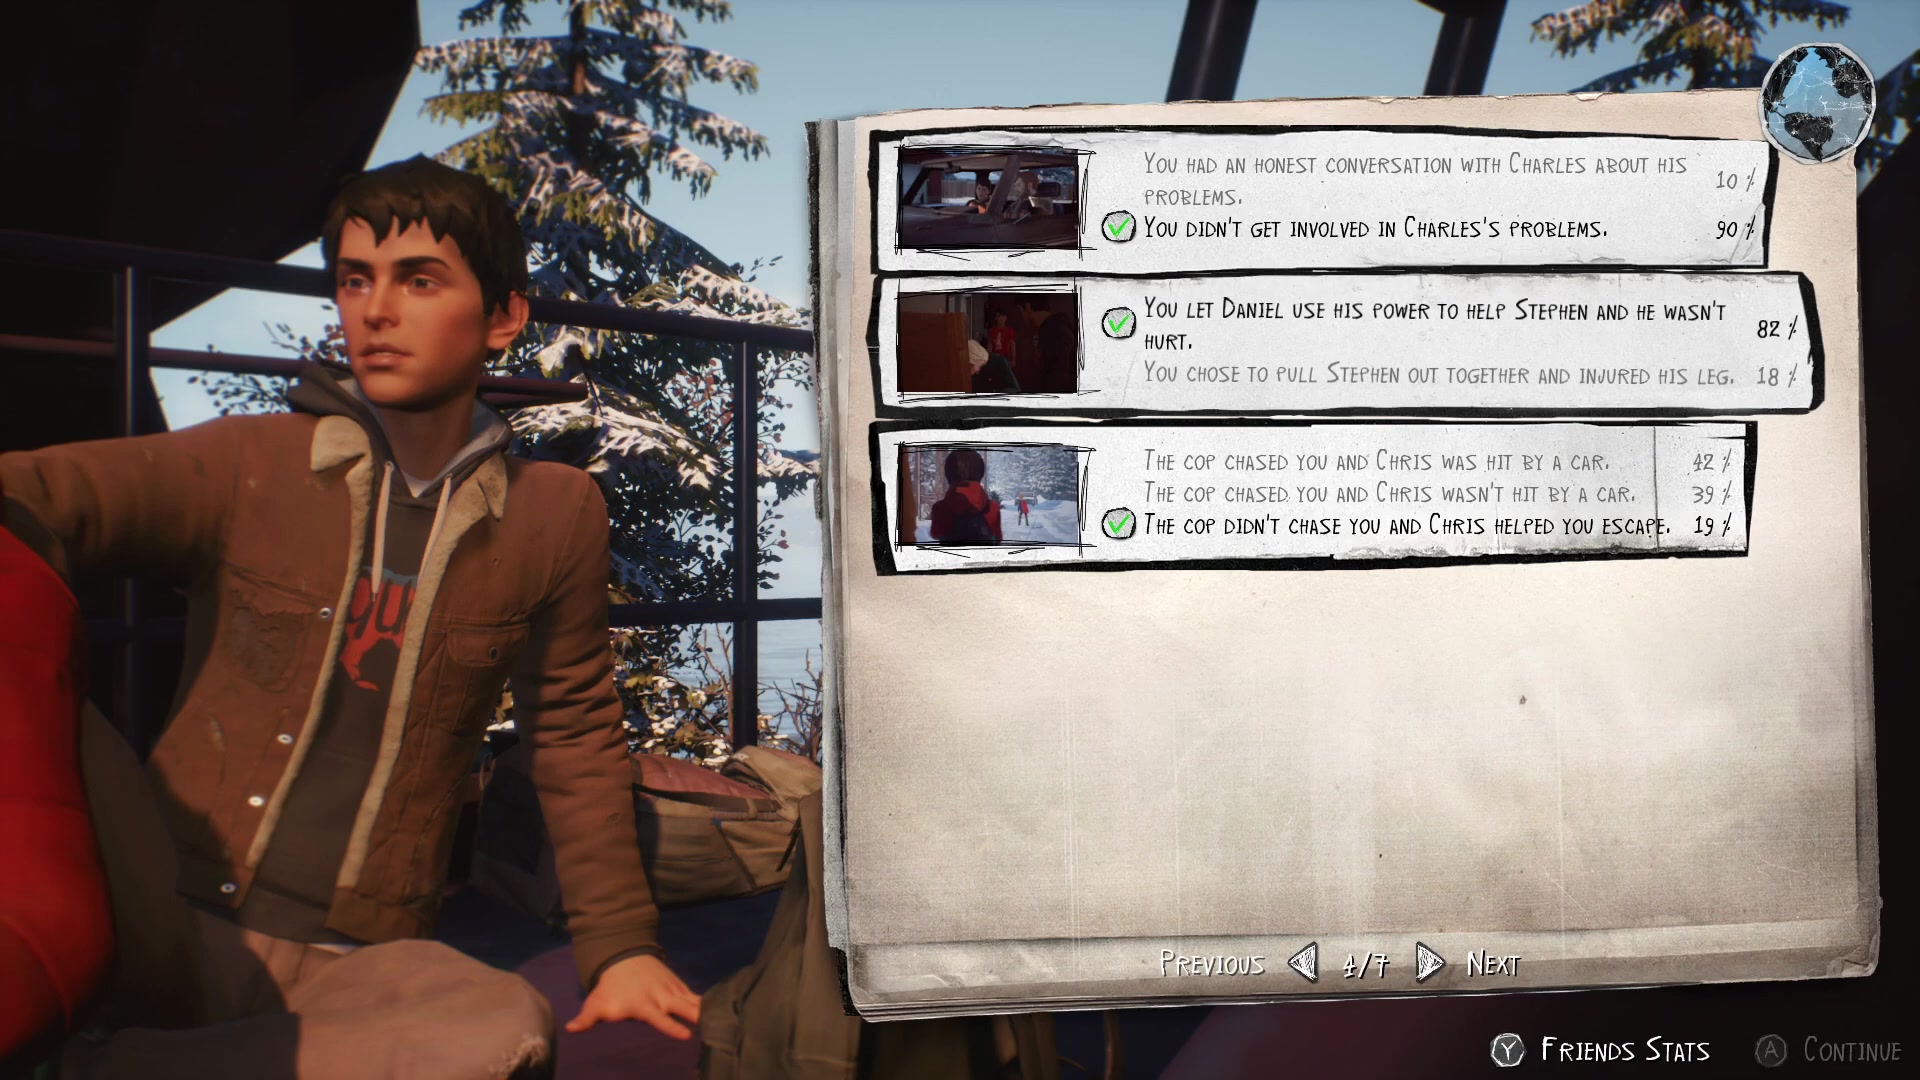 You had an honest conversation with Charles about his
problems.
10 %
You didn't get involved in Charles's problems.
90 %
You let Daniel use his power to help Stephen and he wasn't
hurt.
82 %
You chose to pull Stephen out together and injured his leg.
18 %
The cop chased you and Chris was hit by a car.
42 %
The cop chased you and Chris wasn't hit by a car.
39 %
The cop didn't chase you and Chris helped you escape.
19 %
Previous 4/7 Next
Y Friends Stats A Continue